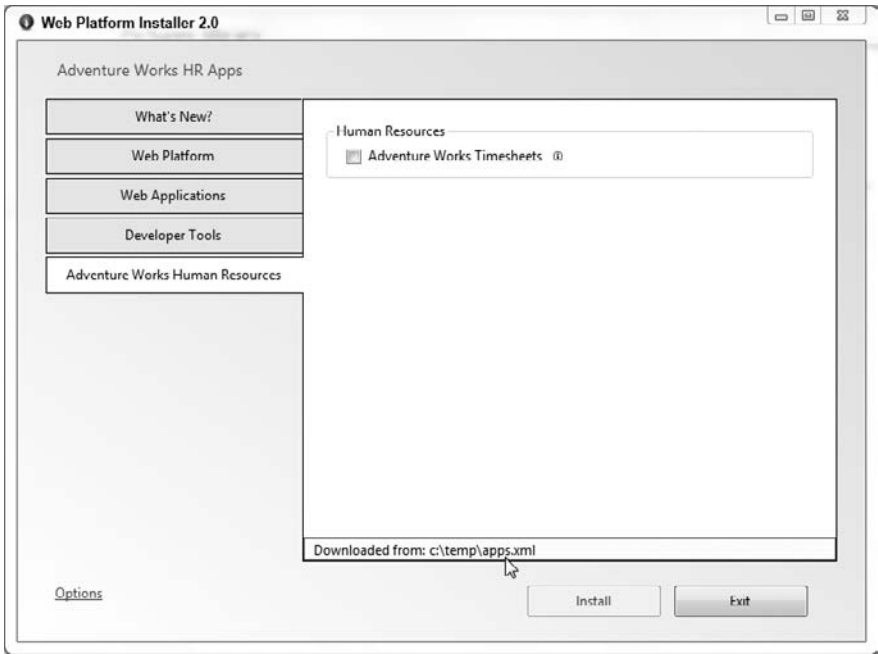 Web Platform Installer 2.0
Adventure Works HR Apps
What's New?
Web Platform
Web Applications
Developer Tools
Adventure Works Human Resources
Human Resources
Adventure Works Timesheets
Downloaded from: c:\temp\apps.xml
Options
Install
Exit